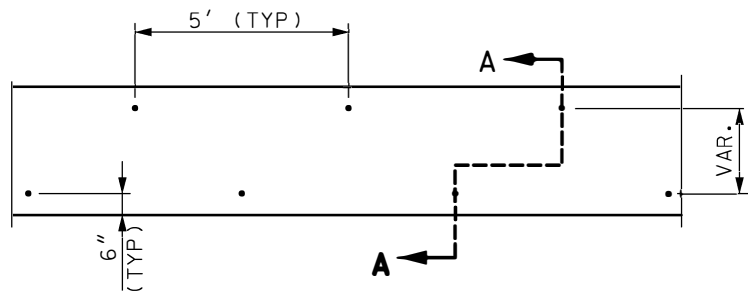 5' (TYP)
A
VAR.
6"
(TYP)
A